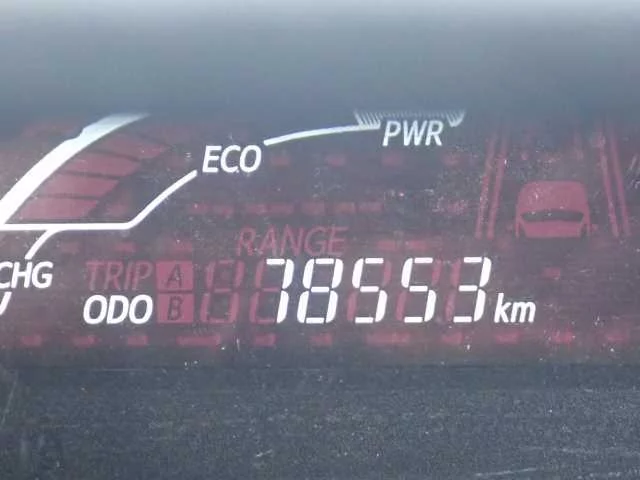 PWR
ECO
RANGE
CHG TRIP A
ODO B 78553 km